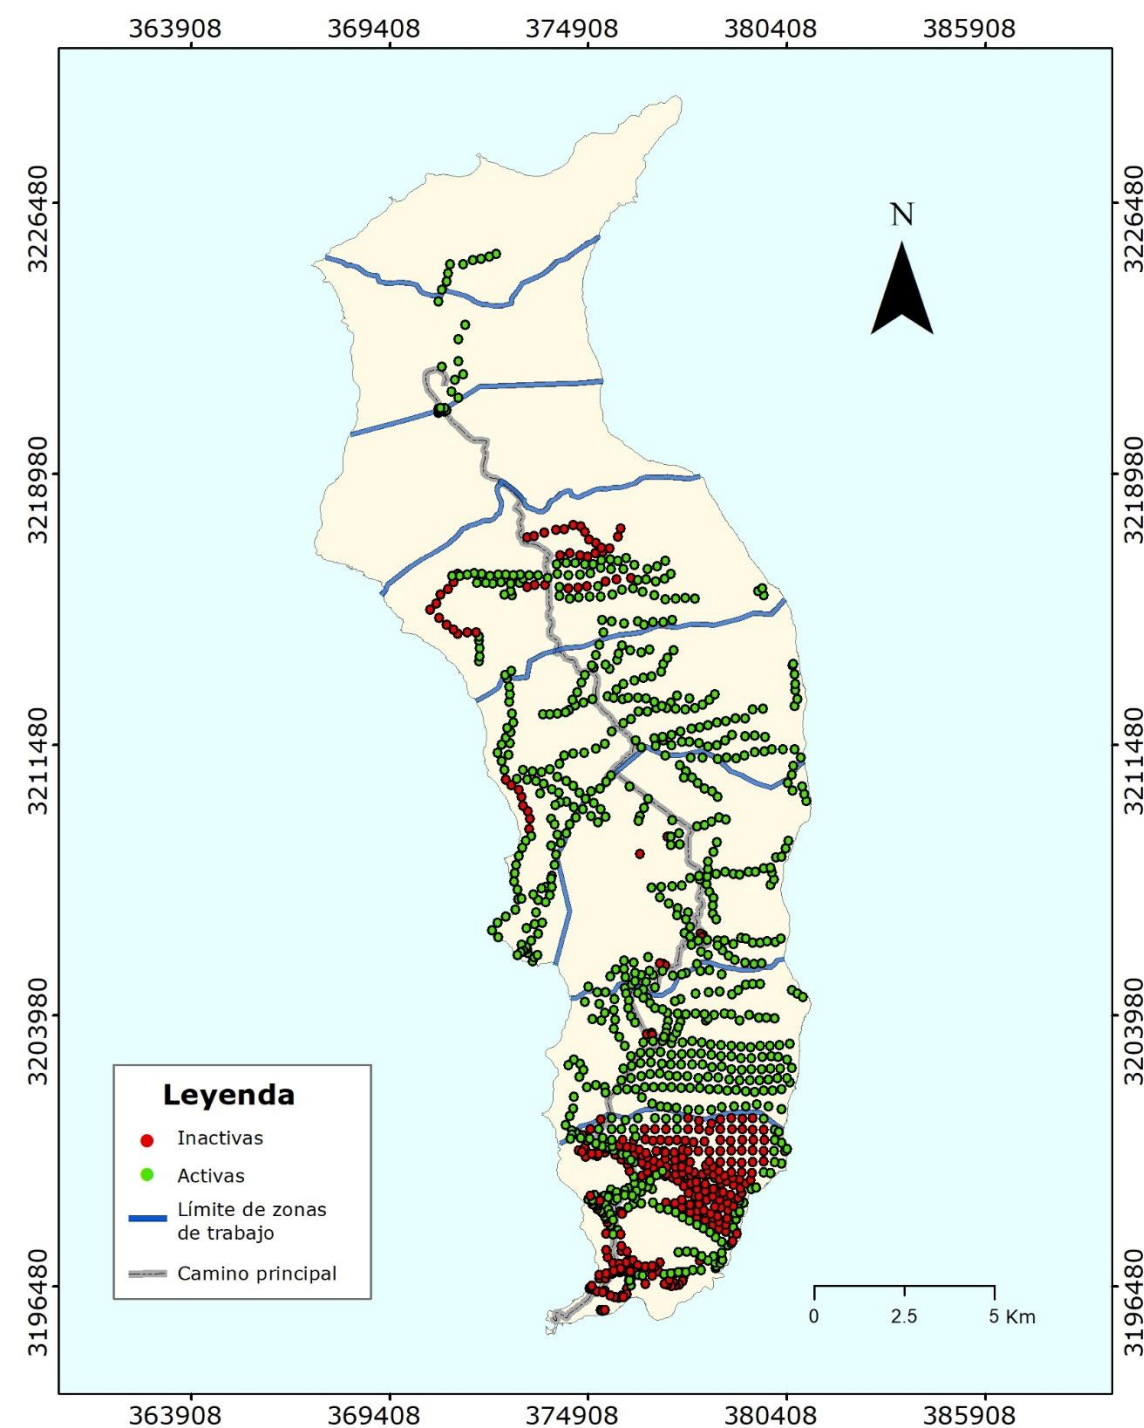 363908 369408 374908 380408 385908
3226480 3226480
N
3218980 3218980
3211480 3211480
3203980 3203980
Leyenda
Inactivas
Activas
Límite de zonas
de trabajo
Camino principal
3196480 3196480
0 2.5 5 Km
363908 369408 374908 380408 385908